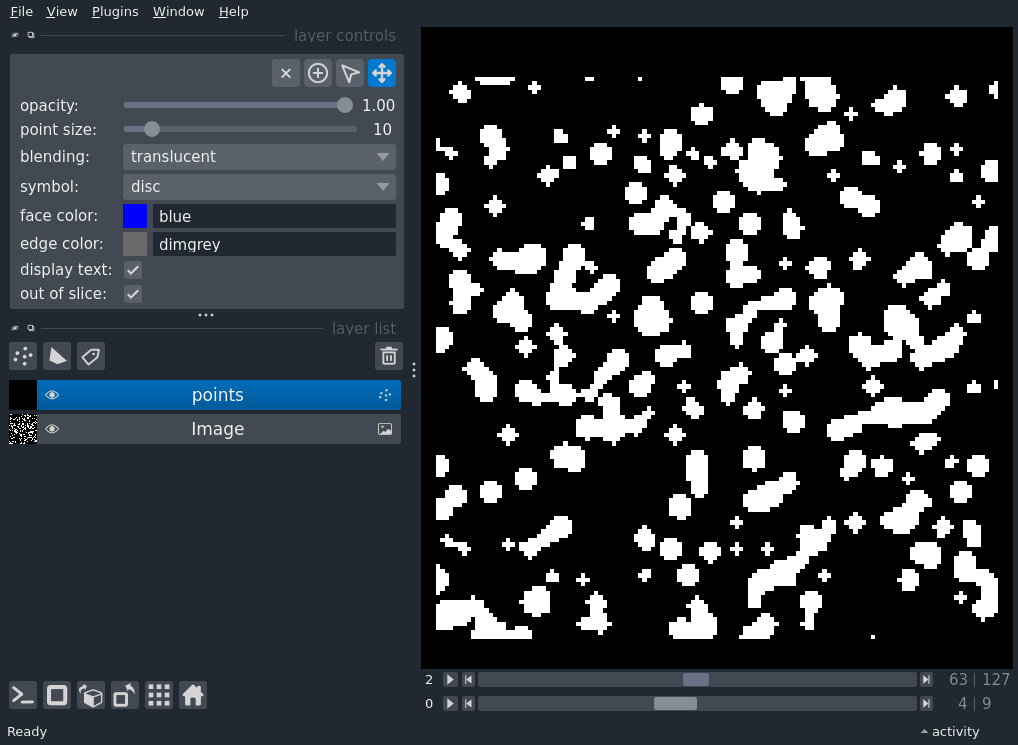 File View Plugins Window Help
layer controls
opacity: 1.00
point size: 10
blending: translucent
symbol: disc
face color: blue
edge color: dimgrey
display text:
out of slice:
layer list
points
Image
2 63 | 127
0 4 | 9
Ready activity